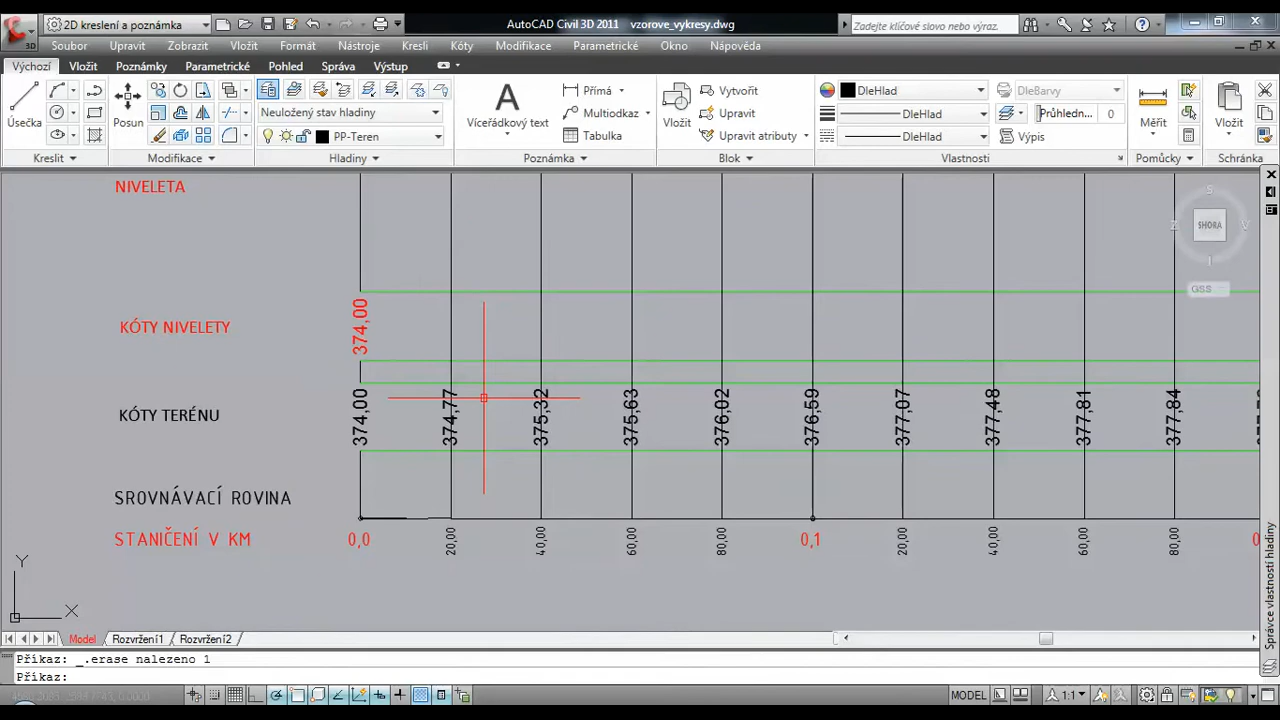 2D kreslení a poznámka
AutoCAD Civil 3D 2011 vzorove_vykresy.dwg
Zadejte klíčové slovo nebo výraz.
3D
Soubor Upravit Zobrazit Vložit Formát Nástroje Kresli Kóty Modifikace Parametrické Okno Nápověda
Výchozí Vložit Poznámky Parametrické Pohled Správa Výstup
Úsečka
Přesun
Neuložený stav hladiny
PP-Teren
Víceřádkový text
Přímá
Multiodkaz
Tabulka
Vložit
Vytvořit
Upravit
Upravit atributy
DleHlad
DleHlad
DleHlad
DleBarvy
Průhledn... 0
Výpis
Měřit
Vložit
Kreslit Modifikace Hladiny Poznámka Blok Vlastnosti Pomůcky Schránka
NIVELETA
S
Z SHORA V
GSS
KÓTY NIVELETY
374,00
KÓTY TERÉNU
374,00 374,77 375,32 375,63 376,02 376,59 377,07 377,48 377,81 377,84
SROVNÁVACÍ ROVINA
STANIČENÍ V KM 0,0 20,00 40,00 60,00 80,00 0,1 20,00 40,00 60,00 80,00
Y
X
Správce vlastností hladiny
Model Rozvržení1 Rozvržení2
Příkaz: _.erase nalezeno 1
Příkaz:
MODEL 1:1